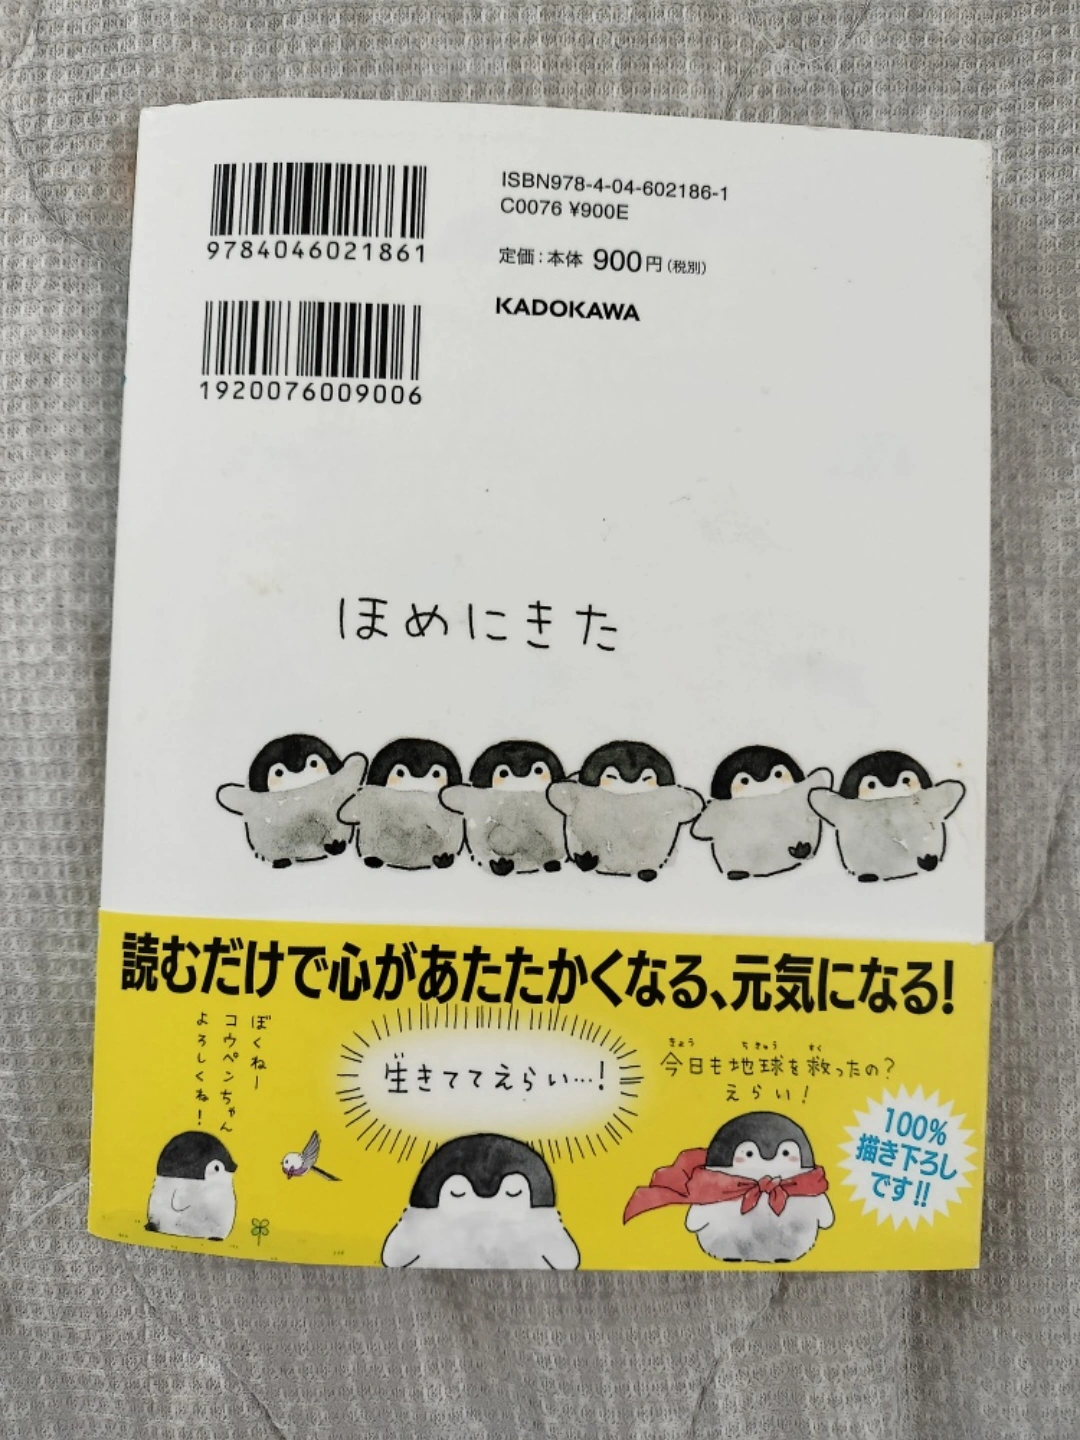 ISBN978-4-04-602186-1
C0076 ¥900E
9784046021861
定価：本体 900円（税別）
KADOKAWA
1920076009006
ほめにきた
読むだけで心があたたかくなる、元気になる！
ぼくねー
コウペンちゃん
よろしくね！
生きててえらい…！
きょう ちきゅう すく
今日も地球を救ったの？
えらい！
100%
描き下ろし
です!!